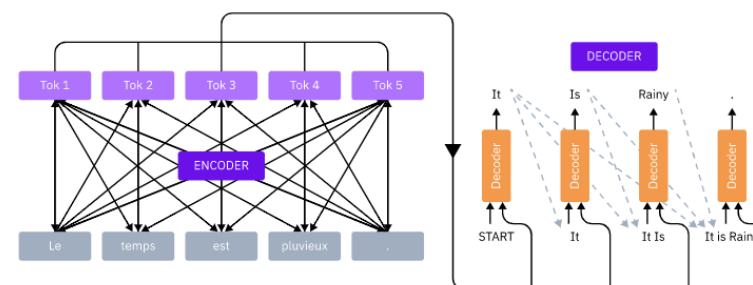 DECODER
Tok 1 Tok 2 Tok 3 Tok 4 Tok 5
It Is Rainy .
ENCODER
Decoder Decoder Decoder Decoder
Le temps est pluvieux .
START It It Is It is Rain